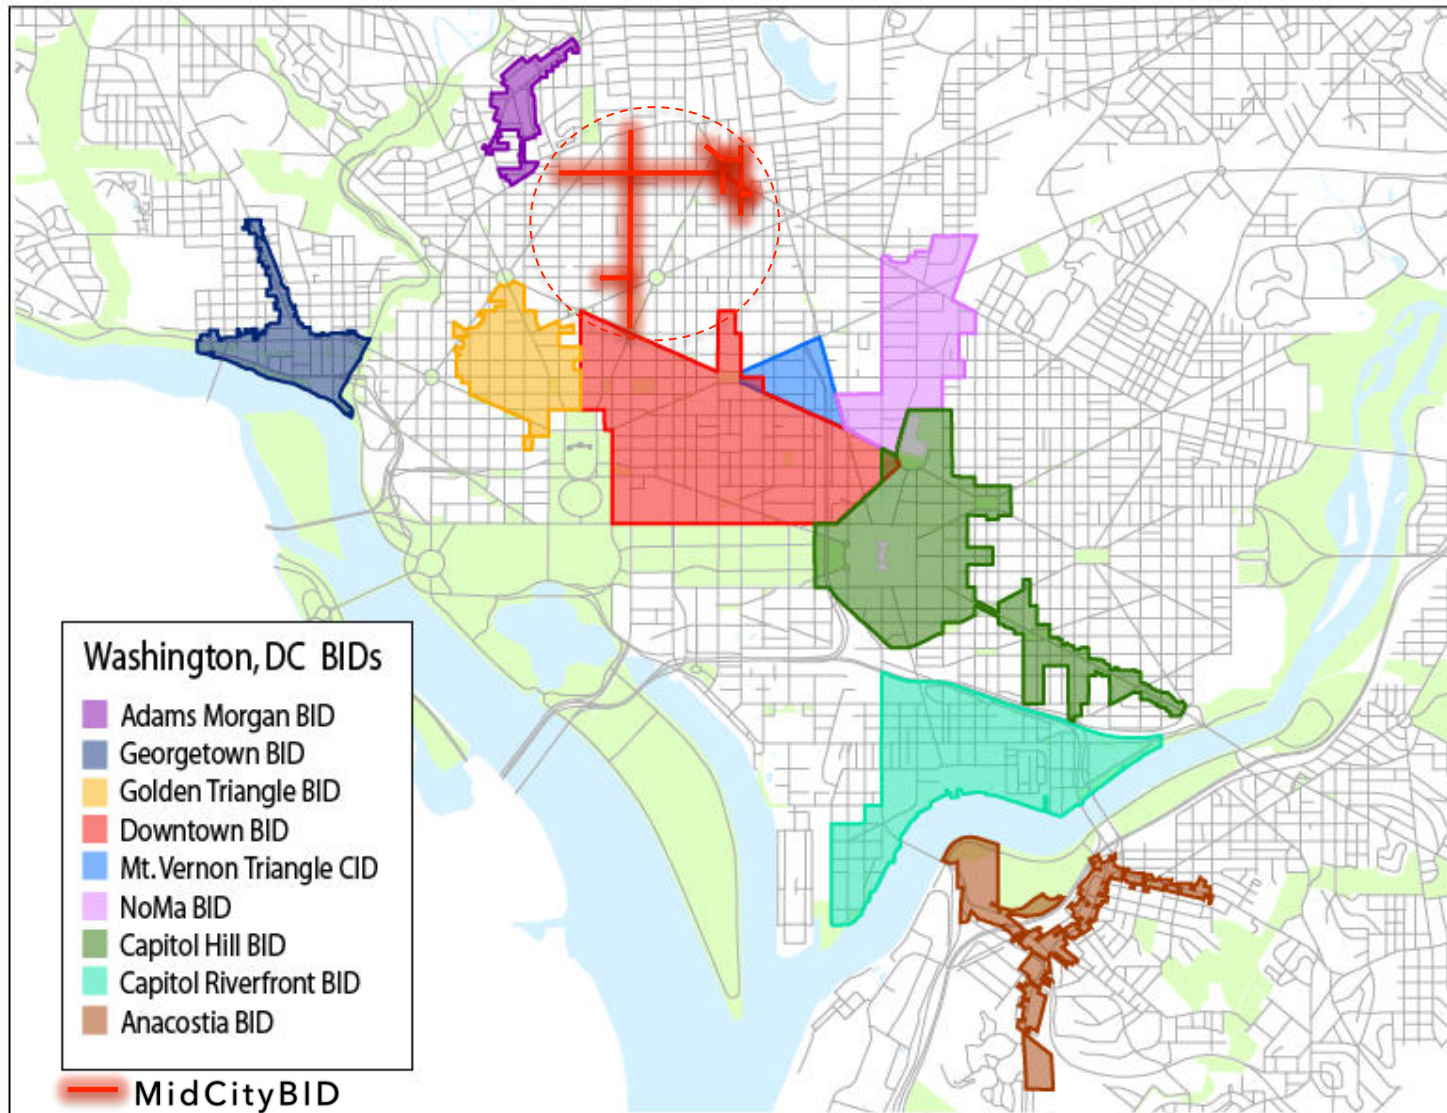 Washington, DC BIDs
Adams Morgan BID
Georgetown BID
Golden Triangle BID
Downtown BID
Mt. Vernon Triangle CID
NoMa BID
Capitol Hill BID
Capitol Riverfront BID
Anacostia BID
MidCityBID